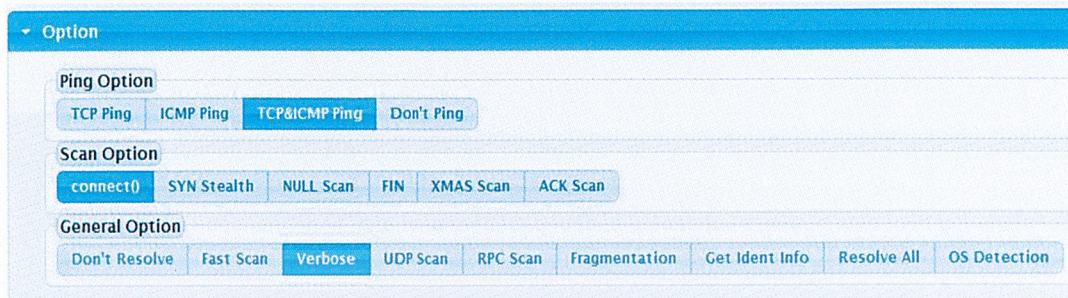 Option
Ping Option
TCP Ping ICMP Ping TCP&ICMP Ping Don't Ping
Scan Option
connect() SYN Stealth NULL Scan FIN XMAS Scan ACK Scan
General Option
Don't Resolve Fast Scan Verbose UDP Scan RPC Scan Fragmentation Get Ident Info Resolve All OS Detection